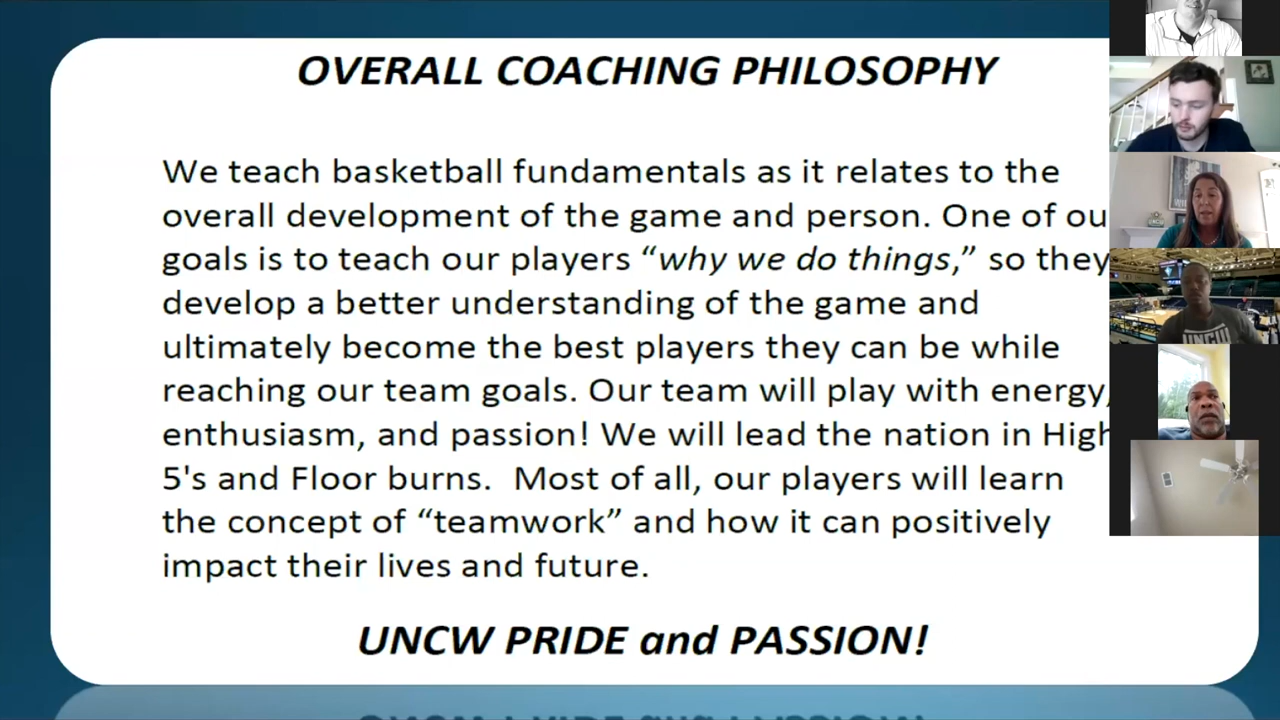 OVERALL COACHING PHILOSOPHY
We teach basketball fundamentals as it relates to the
overall development of the game and person. One of ou
goals is to teach our players “why we do things,” so they
develop a better understanding of the game and
ultimately become the best players they can be while
reaching our team goals. Our team will play with energy,
enthusiasm, and passion! We will lead the nation in High
5's and Floor burns. Most of all, our players will learn
the concept of “teamwork” and how it can positively
impact their lives and future.
UNCW PRIDE and PASSION!
UNCW